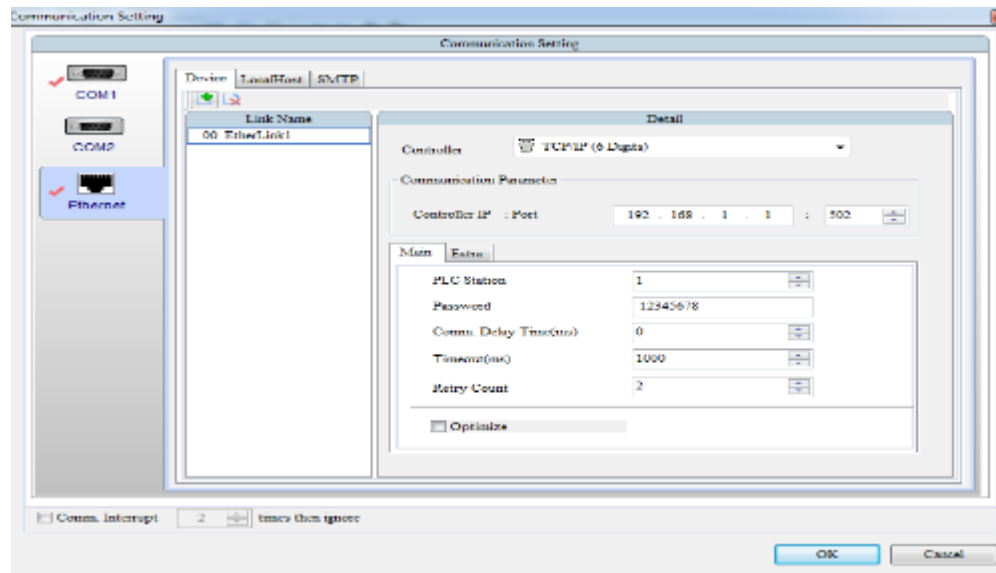 Communication Setting
Communication Setting
COM1
COM2
Ethernet
Device LocalHost SMTP
Link Name
00 EtherLink1
Detail
Controller TCP/IP (6 Digits)
Communication Parameter
Controller IP : Port 192 . 168 . 1 . 1 : 502
Main Extra
PLC Station 1
Password 12345678
Comm. Delay Time(ms) 0
Timeout(ms) 1000
Retry Count 2
Optimize
Comm. Interrupt 2 times then ignore
OK Cancel